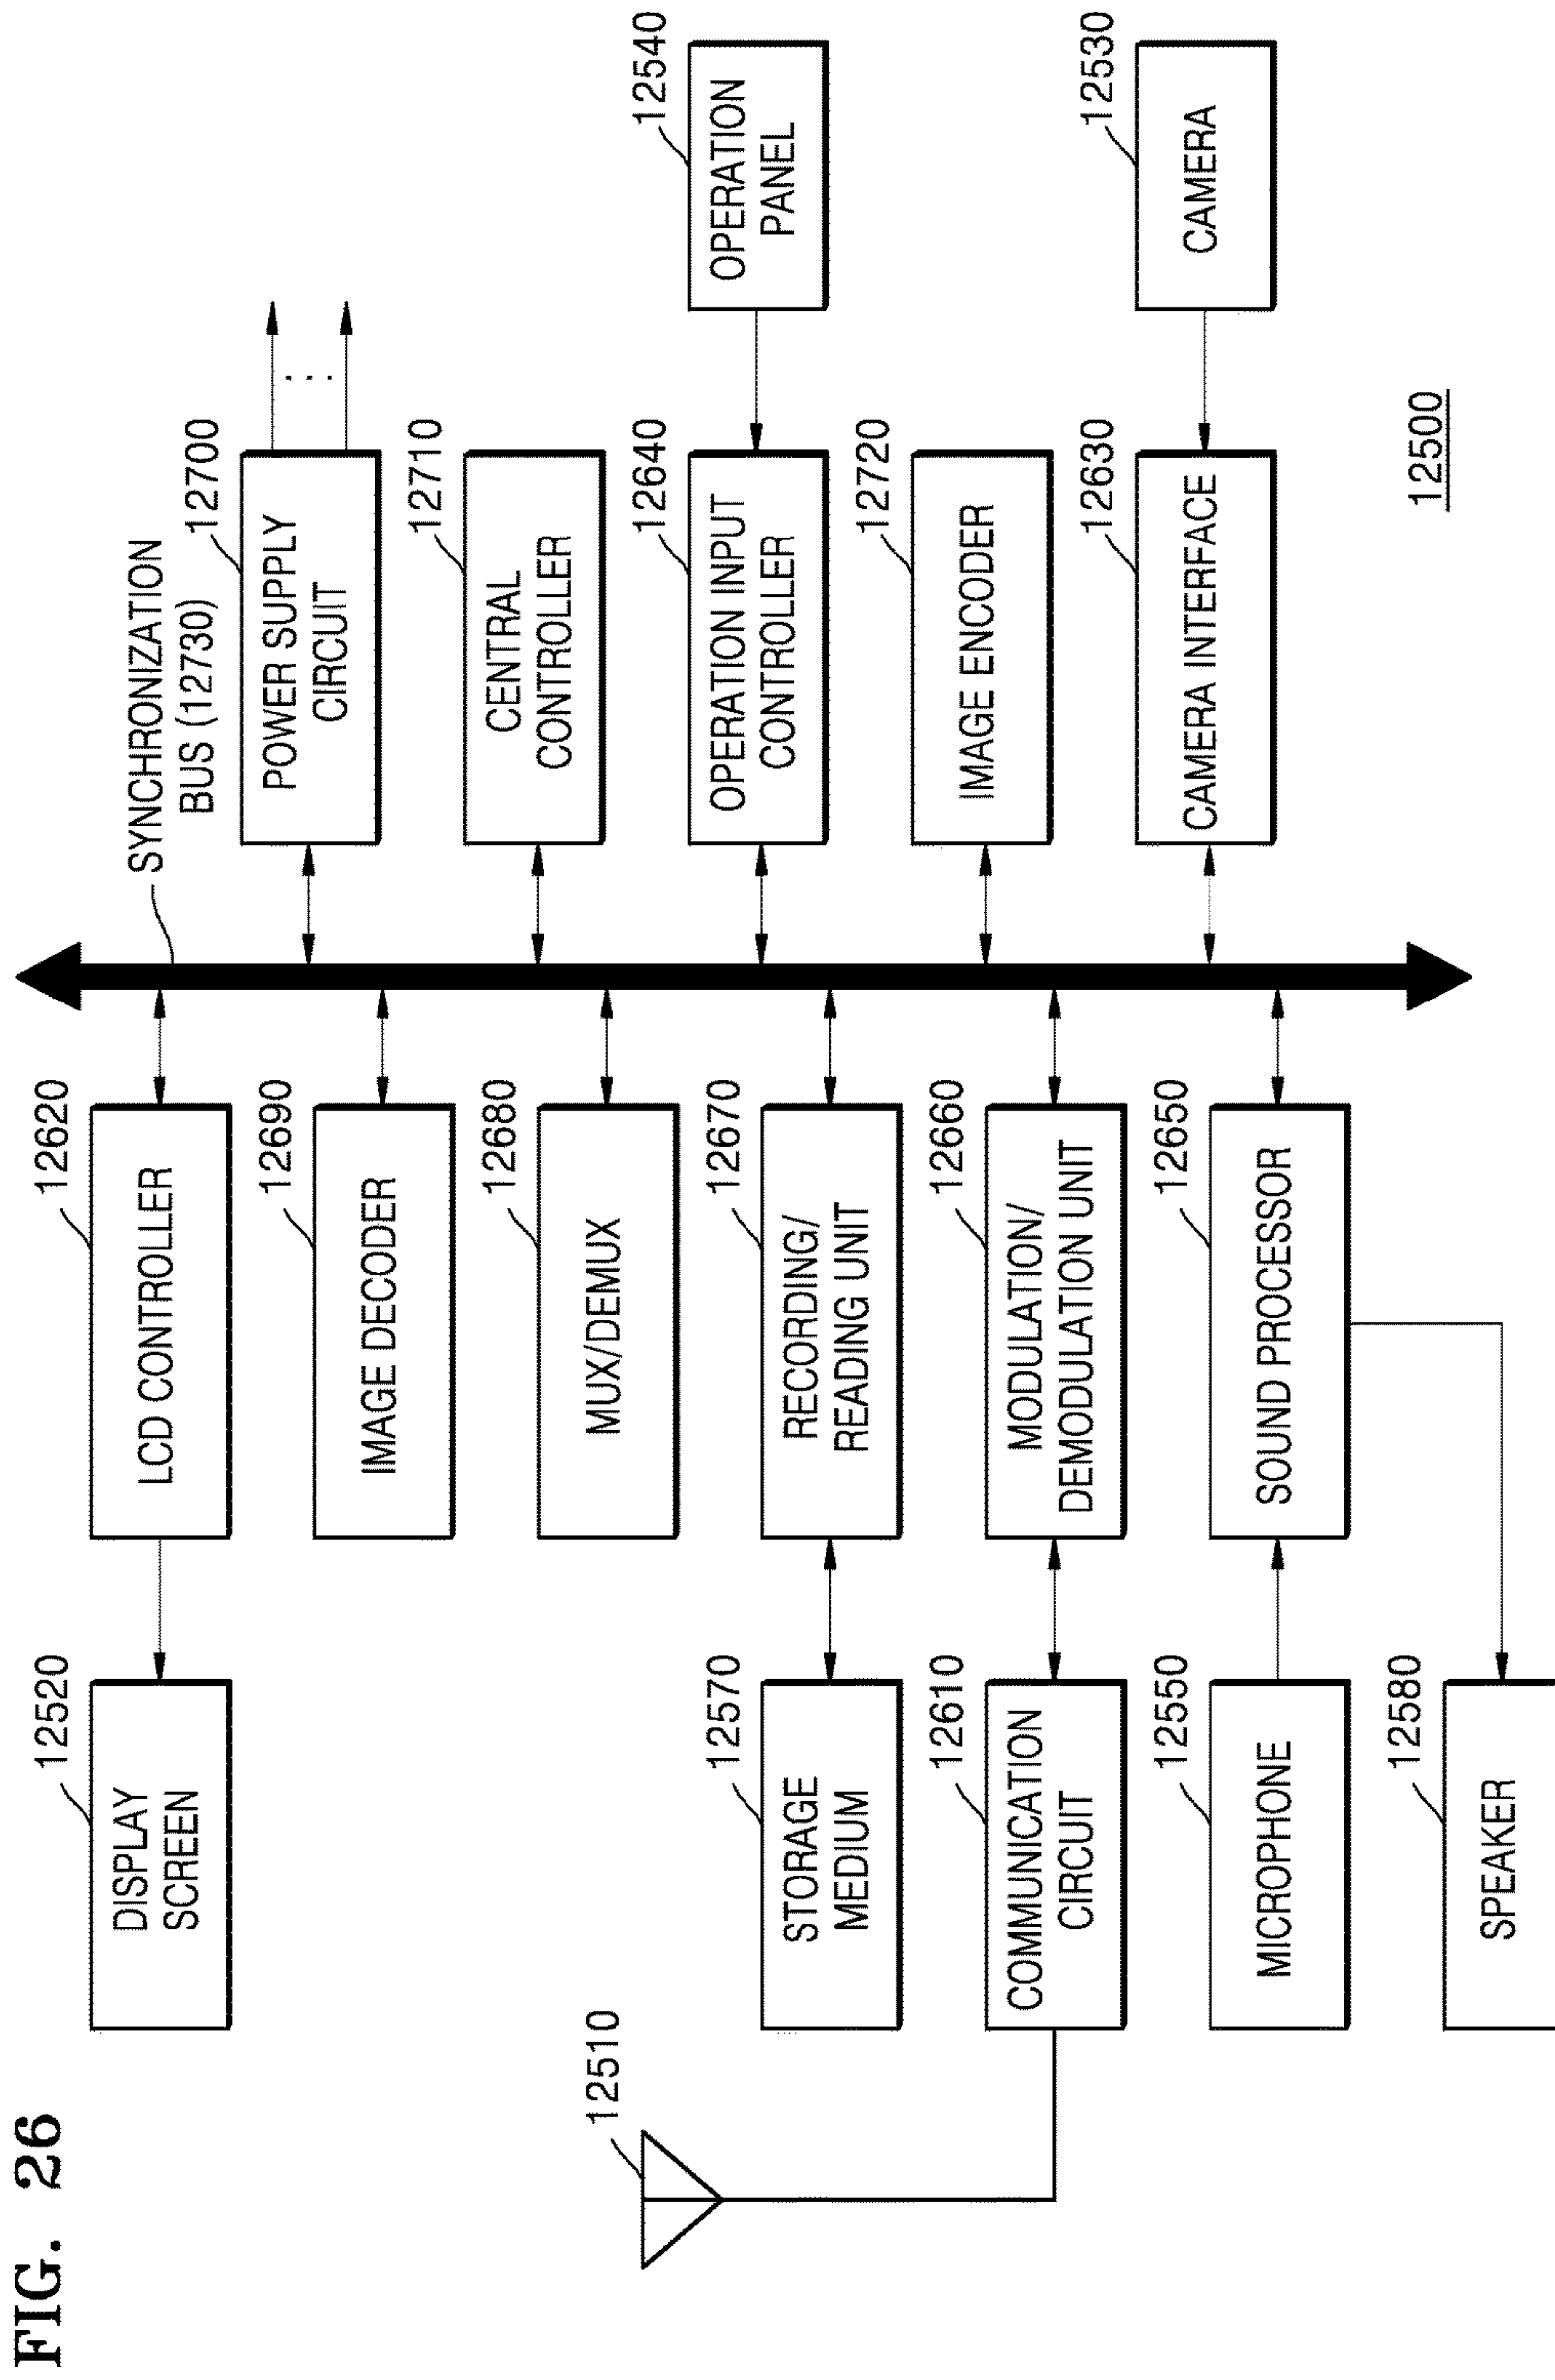 FIG. 26
12510
12520
DISPLAY
SCREEN
12620
LCD CONTROLLER
12690
IMAGE DECODER
12680
MUX/DEMUX
12570
STORAGE
MEDIUM
12670
RECORDING/
READING UNIT
12610
COMMUNICATION
CIRCUIT
12660
MODULATION/
DEMODULATION UNIT
12550
MICROPHONE
12650
SOUND PROCESSOR
12580
SPEAKER
SYNCHRONIZATION
BUS (12730)
12700
POWER SUPPLY
CIRCUIT
...
12710
CENTRAL
CONTROLLER
12640
OPERATION INPUT
CONTROLLER
12540
OPERATION
PANEL
12720
IMAGE ENCODER
12630
CAMERA INTERFACE
12530
CAMERA
12500